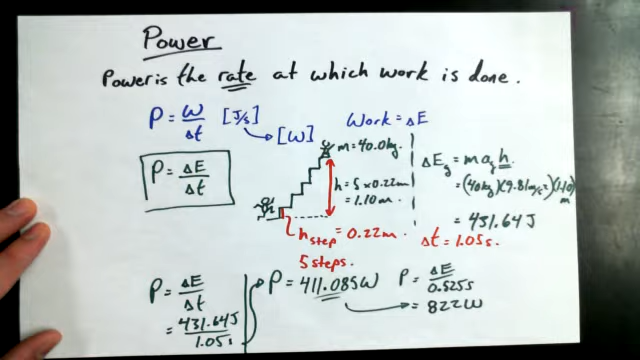 Power
Power is the rate at which work is done.
P = W/Δt [J/s]
[W]
P = ΔE/Δt
Work = ΔE
m = 40.0kg
h = 5 x 0.22m
= 1.10m
h step = 0.22m
5 steps.
ΔEg = m ag h
= (40kg)(9.81m/s²)(1.10)
m
= 431.64 J
Δt = 1.05s.
P = ΔE/Δt
= 431.64J/1.05s
P = 411.085W
P = ΔE/0.525s
= 822W